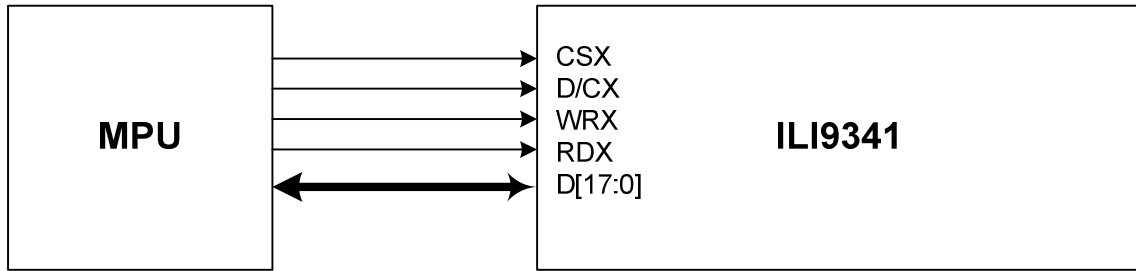 MPU
CSX
D/CX
WRX
RDX
D[17:0]
ILI9341